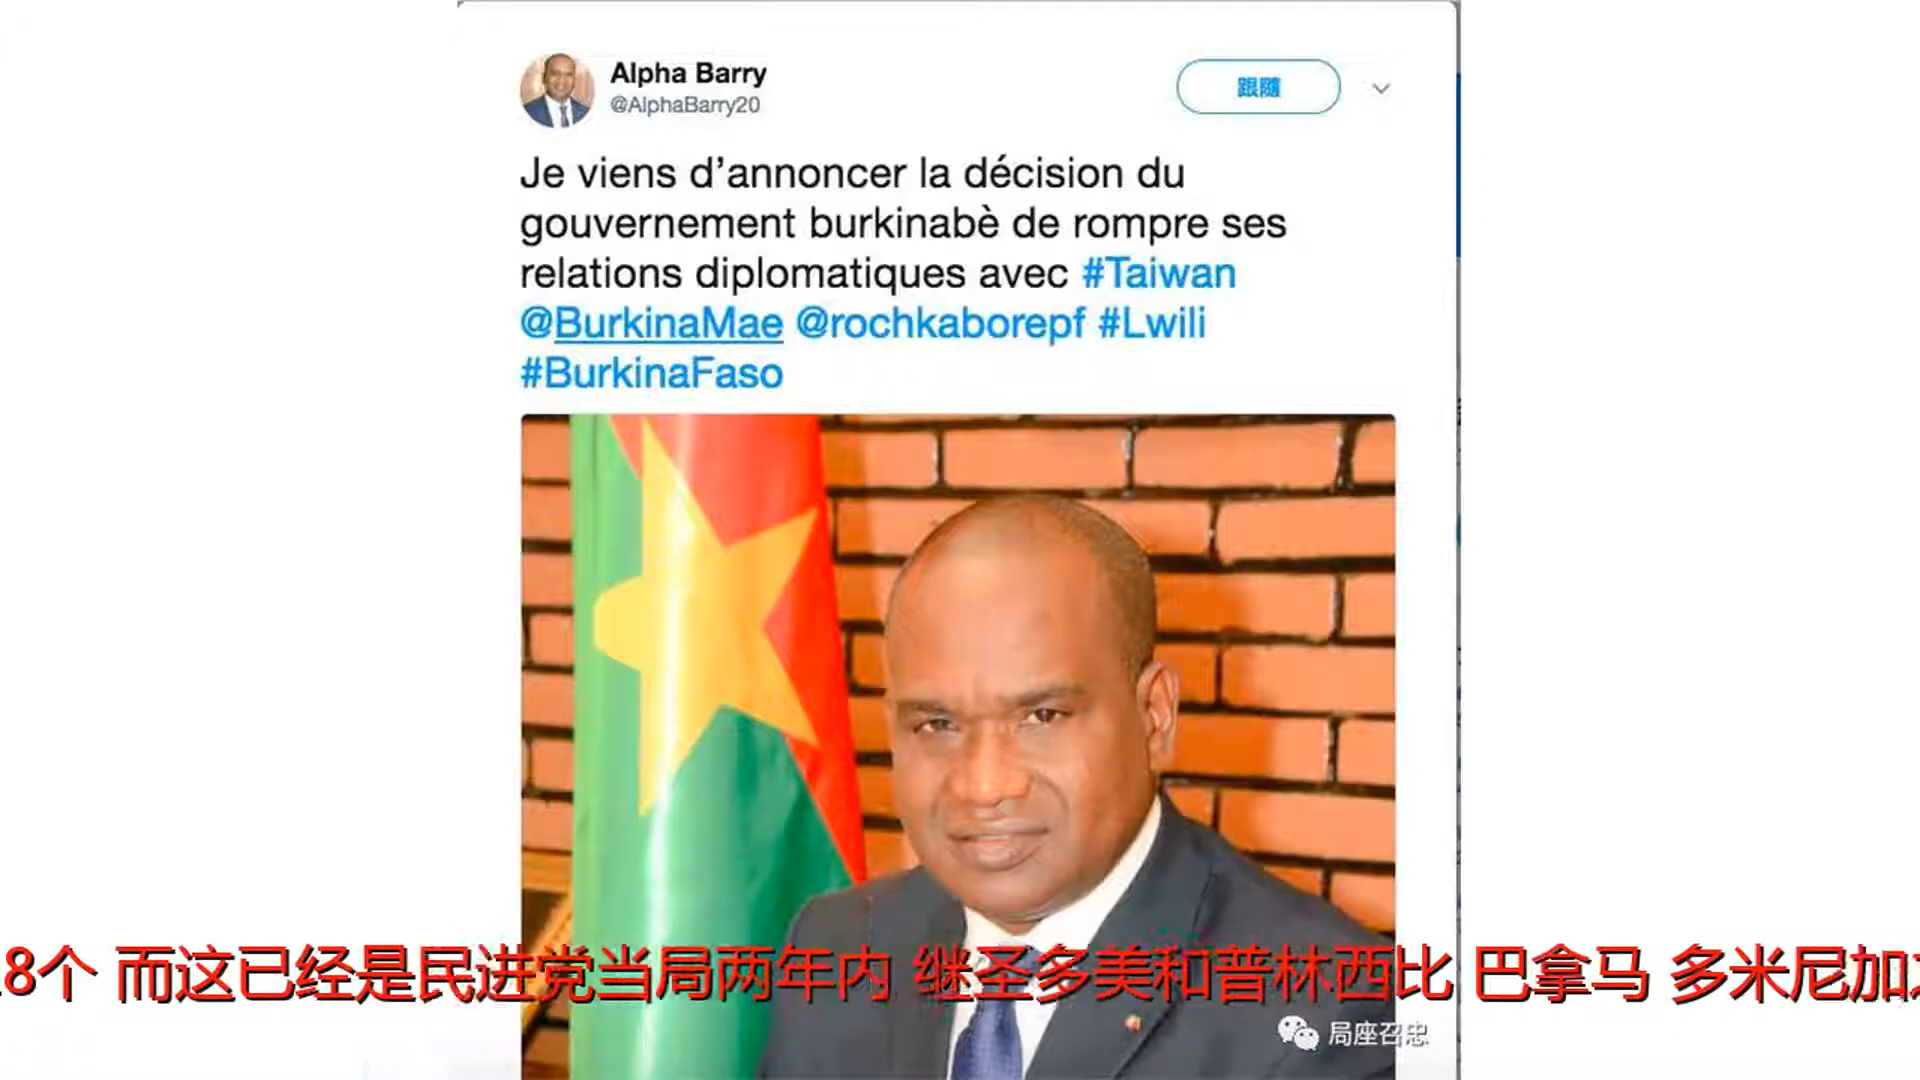 Alpha Barry
@AlphaBarry20
跟隨
Je viens d’annoncer la décision du
gouvernement burkinabè de rompre ses
relations diplomatiques avec #Taiwan
@BurkinaMae @rochkaborepf #Lwili
#BurkinaFaso
8个 而这已经是民进党当局两年内 继圣多美和普林西比 巴拿马 多米尼加
局座召忠